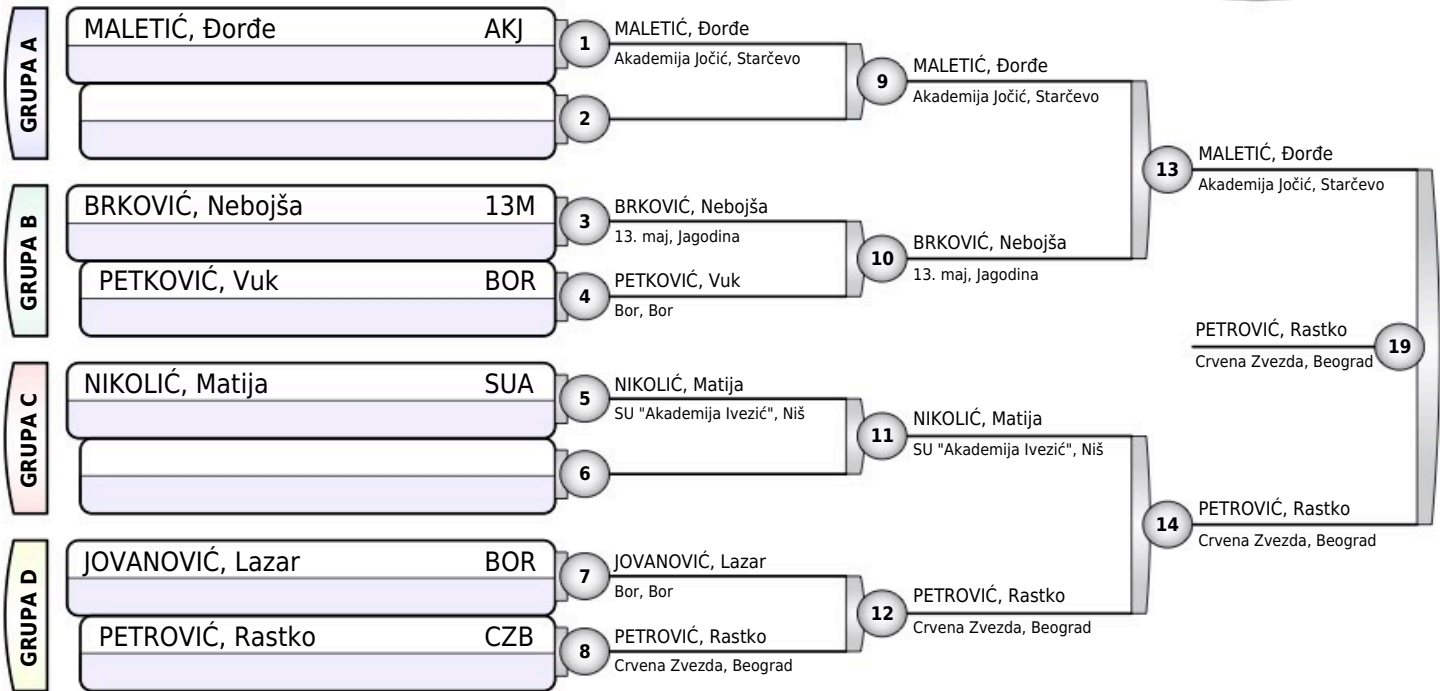 GRUPA A
MALETIĆ, Đorđe AKJ
1
MALETIĆ, Đorđe
Akademija Jočić, Starčevo
2
9
MALETIĆ, Đorđe
Akademija Jočić, Starčevo
GRUPA B
BRKOVIĆ, Nebojša 13M
3
BRKOVIĆ, Nebojša
13. maj, Jagodina
PETKOVIĆ, Vuk BOR
4
PETKOVIĆ, Vuk
Bor, Bor
10
BRKOVIĆ, Nebojša
13. maj, Jagodina
13
MALETIĆ, Đorđe
Akademija Jočić, Starčevo
GRUPA C
NIKOLIĆ, Matija SUA
5
NIKOLIĆ, Matija
SU "Akademija Ivezić", Niš
6
11
NIKOLIĆ, Matija
SU "Akademija Ivezić", Niš
GRUPA D
JOVANOVIĆ, Lazar BOR
7
JOVANOVIĆ, Lazar
Bor, Bor
PETROVIĆ, Rastko CZB
8
PETROVIĆ, Rastko
Crvena Zvezda, Beograd
12
PETROVIĆ, Rastko
Crvena Zvezda, Beograd
14
PETROVIĆ, Rastko
Crvena Zvezda, Beograd
PETROVIĆ, Rastko
Crvena Zvezda, Beograd
19